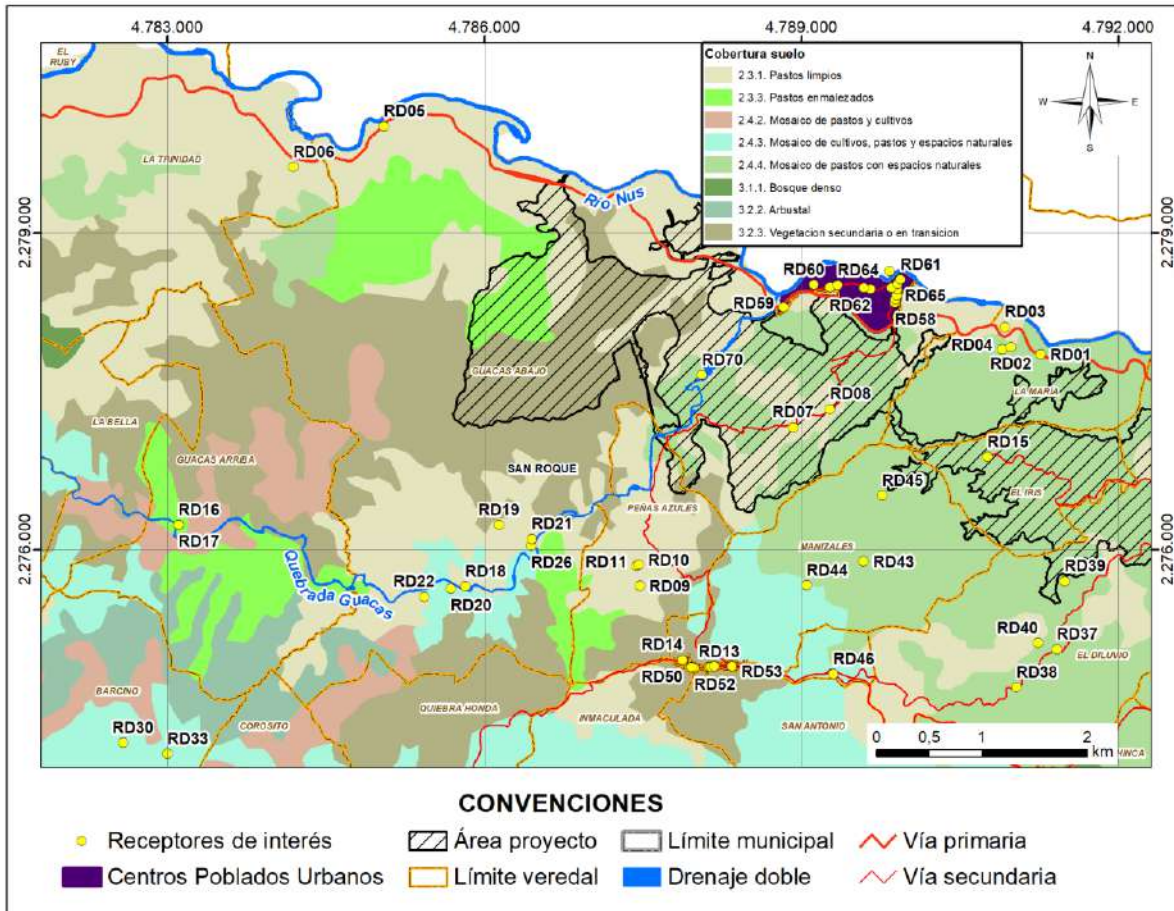 4.783.000 4.786.000 4.789.000 4.792.000
EL RUBY
Cobertura suelo
2.3.1. Pastos limpios
2.3.3. Pastos enmalezados
2.4.2. Mosaico de pastos y cultivos
2.4.3. Mosaico de cultivos, pastos y espacios naturales
2.4.4. Mosaico de pastos con espacios naturales
3.1.1. Bosque denso
3.2.2. Arbustal
3.2.3. Vegetacion secundaria o en transicion
N
W E
S
RD05
RD06
LA TRINIDAD
Río Nus
2.279.000 2.279.000
RD60 RD64 RD61
RD59 RD62 RD65
RD58
RD03
RD04 RD02 RD01
GUACAS ABAJO
RD70
LA MARIA
RD07 RD08
LA BELLA
GUACAS ARRIBA
SAN ROQUE
RD15
EL IRIS
RD45
PEÑAS AZULES
RD16 RD19
RD17 RD21
RD26
2.276.000 2.276.000
MANIZALES
RD11 RD10 RD43
RD09 RD44 RD39
Quebrada Guacas
RD22 RD18
RD20
RD40 RD37
EL DILUVIO
RD14 RD13
RD50 RD52 RD53 RD46 RD38
BARCINO
RD30 RD33
COROSITO
QUIEBRA HONDA
INMACULADA
SAN ANTONIO
HINCA
0 0,5 1 2
km
CONVENCIONES
Receptores de interés Área proyecto Límite municipal Vía primaria
Centros Poblados Urbanos Límite veredal Drenaje doble Vía secundaria